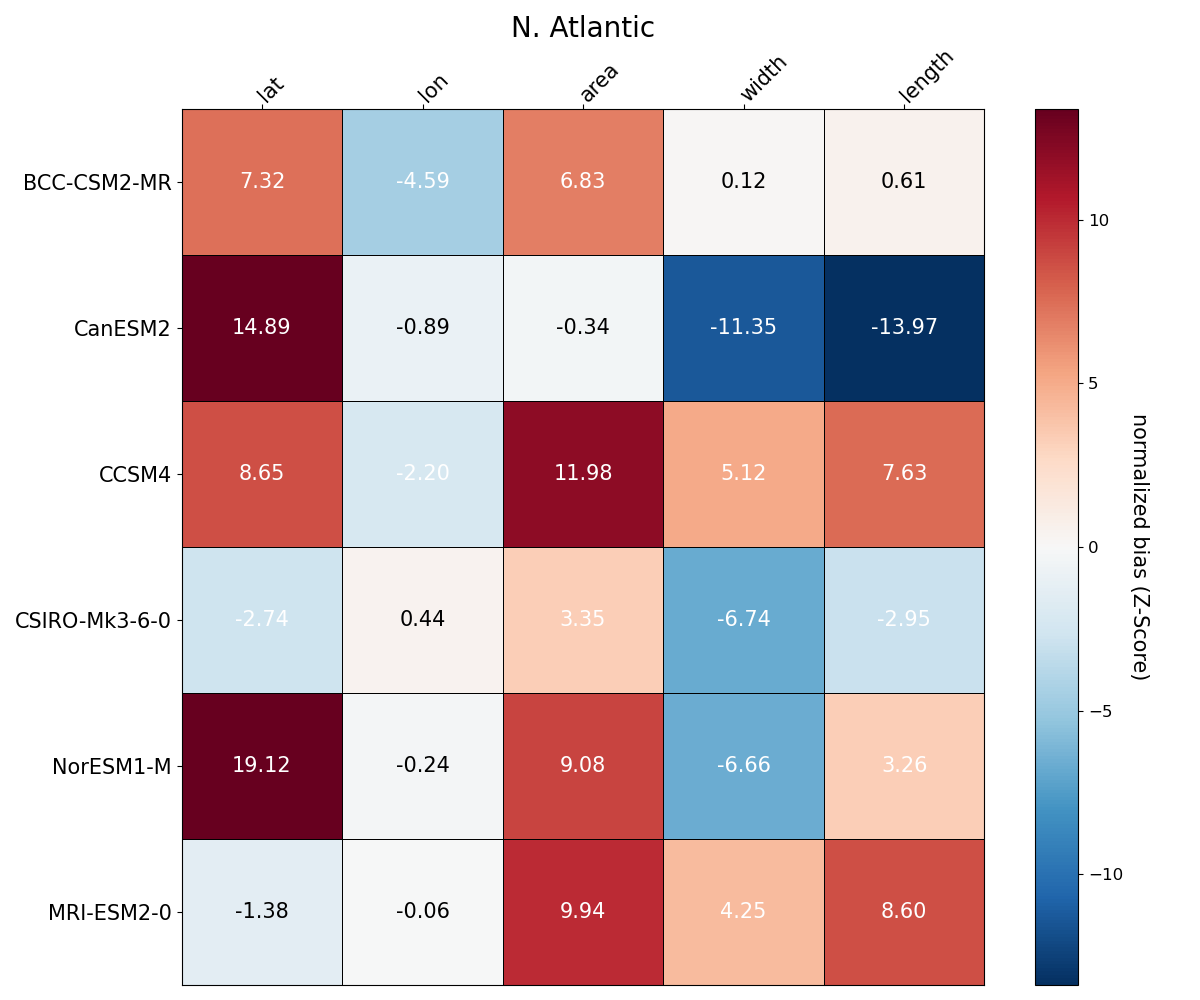 N. Atlantic
lat lon area width length
BCC-CSM2-MR 7.32 -4.59 6.83 0.12 0.61
CanESM2 14.89 -0.89 -0.34 -11.35 -13.97
CCSM4 8.65 -2.20 11.98 5.12 7.63
CSIRO-Mk3-6-0 -2.74 0.44 3.35 -6.74 -2.95
NorESM1-M 19.12 -0.24 9.08 -6.66 3.26
MRI-ESM2-0 -1.38 -0.06 9.94 4.25 8.60
10
5
0
−5
−10
normalized bias (Z-Score)